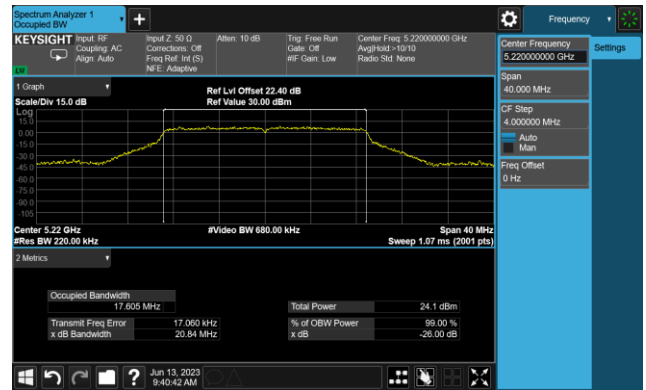 Spectrum Analyzer 1
Occupied BW
Frequency
KEYSIGHT
Input: RF
Coupling: AC
Align: Auto
Input Z: 50 Ω
Corrections: Off
Freq Ref: Int (S)
NFE: Adaptive
Atten: 10 dB
Trig: Free Run
Gate: Off
#IF Gain: Low
Center Freq: 5.220000000 GHz
Avg|Hold:>10/10
Radio Std: None
Center Frequency
5.220000000 GHz
Settings
Span
40.000 MHz
CF Step
4.000000 MHz
Auto
Man
Freq Offset
0 Hz
1 Graph
Scale/Div 15.0 dB
Ref Lvl Offset 22.40 dB
Ref Value 30.00 dBm
Log
15.0
0.00
-15.0
-30.0
-45.0
-60.0
-75.0
-90.0
-105
Center 5.22 GHz
#Res BW 220.00 kHz
#Video BW 680.00 kHz
Span 40 MHz
Sweep 1.07 ms (2001 pts)
2 Metrics
Occupied Bandwidth
17.605 MHz
Total Power 24.1 dBm
Transmit Freq Error 17.060 kHz
% of OBW Power 99.00 %
x dB Bandwidth 20.84 MHz
x dB -26.00 dB
?
Jun 13, 2023
9:40:42 AM